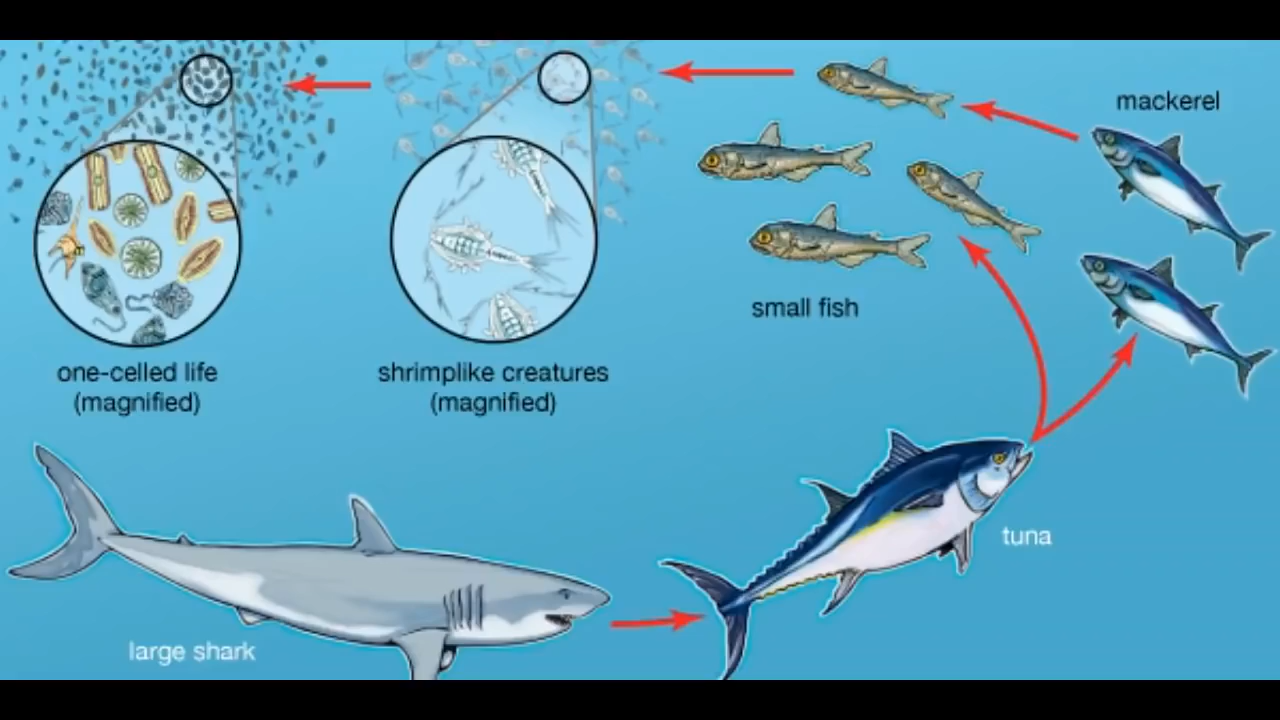 mackerel
small fish
one-celled life
(magnified)
shrimplike creatures
(magnified)
tuna
large shark